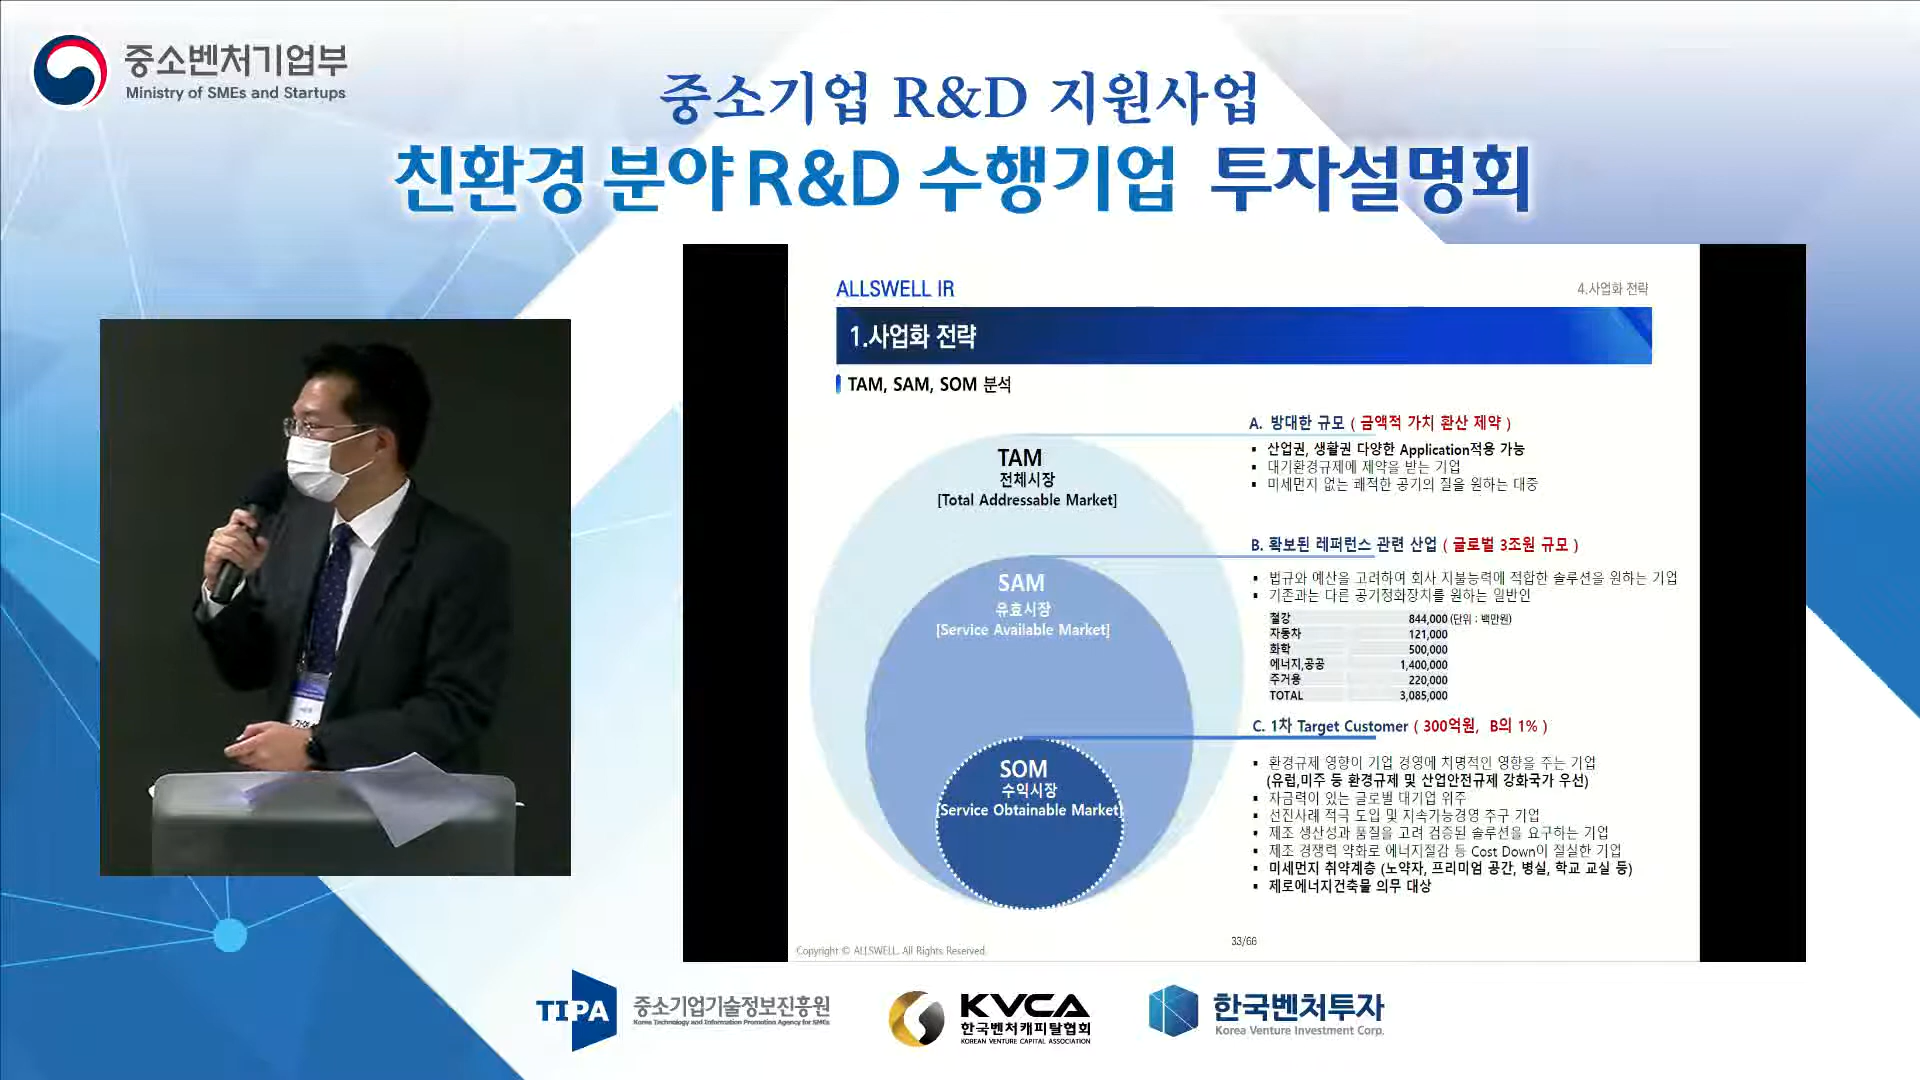 중소벤처기업부
Ministry of SMEs and Startups
중소기업 R&D 지원사업
친환경 분야 R&D 수행기업 투자설명회
ALLSWELL IR
4.사업화 전략
1.사업화 전략
TAM, SAM, SOM 분석
TAM
전체시장
[Total Addressable Market]
SAM
유효시장
[Service Available Market]
SOM
수익시장
[Service Obtainable Market]
A. 방대한 규모 ( 금액적 가치 환산 제약 )
▪ 산업권, 생활권 다양한 Application적용 가능
▪ 대기환경규제에 제약을 받는 기업
▪ 미세먼지 없는 쾌적한 공기의 질을 원하는 대중
B. 확보된 레퍼런스 관련 산업 ( 글로벌 3조원 규모 )
▪ 법규와 예산을 고려하여 회사 지불능력에 적합한 솔루션을 원하는 기업
▪ 기존과는 다른 공기정화장치를 원하는 일반인
철강 844,000 (단위 : 백만원)
자동차 121,000
화학 500,000
에너지,공공 1,400,000
주거용 220,000
TOTAL 3,085,000
C. 1차 Target Customer ( 300억원, B의 1% )
▪ 환경규제 영향이 기업 경영에 치명적인 영향을 주는 기업
(유럽,미주 등 환경규제 및 산업안전규제 강화국가 우선)
▪ 자금력이 있는 글로벌 대기업 위주
▪ 선진사례 적극 도입 및 지속가능경영 추구 기업
▪ 제조 생산성과 품질을 고려 검증된 솔루션을 요구하는 기업
▪ 제조 경쟁력 약화로 에너지절감 등 Cost Down이 절실한 기업
▪ 미세먼지 취약계층 (노약자, 프리미엄 공간, 병실, 학교 교실 등)
▪ 제로에너지건축물 의무 대상
33/66
Copyright © ALLSWELL. All Rights Reserved.
TIPA 중소기업기술정보진흥원
Korea Technology and Information Promotion Agency for SMEs
KVCA
한국벤처캐피탈협회
KOREAN VENTURE CAPITAL ASSOCIATION
한국벤처투자
Korea Venture Investment Corp.